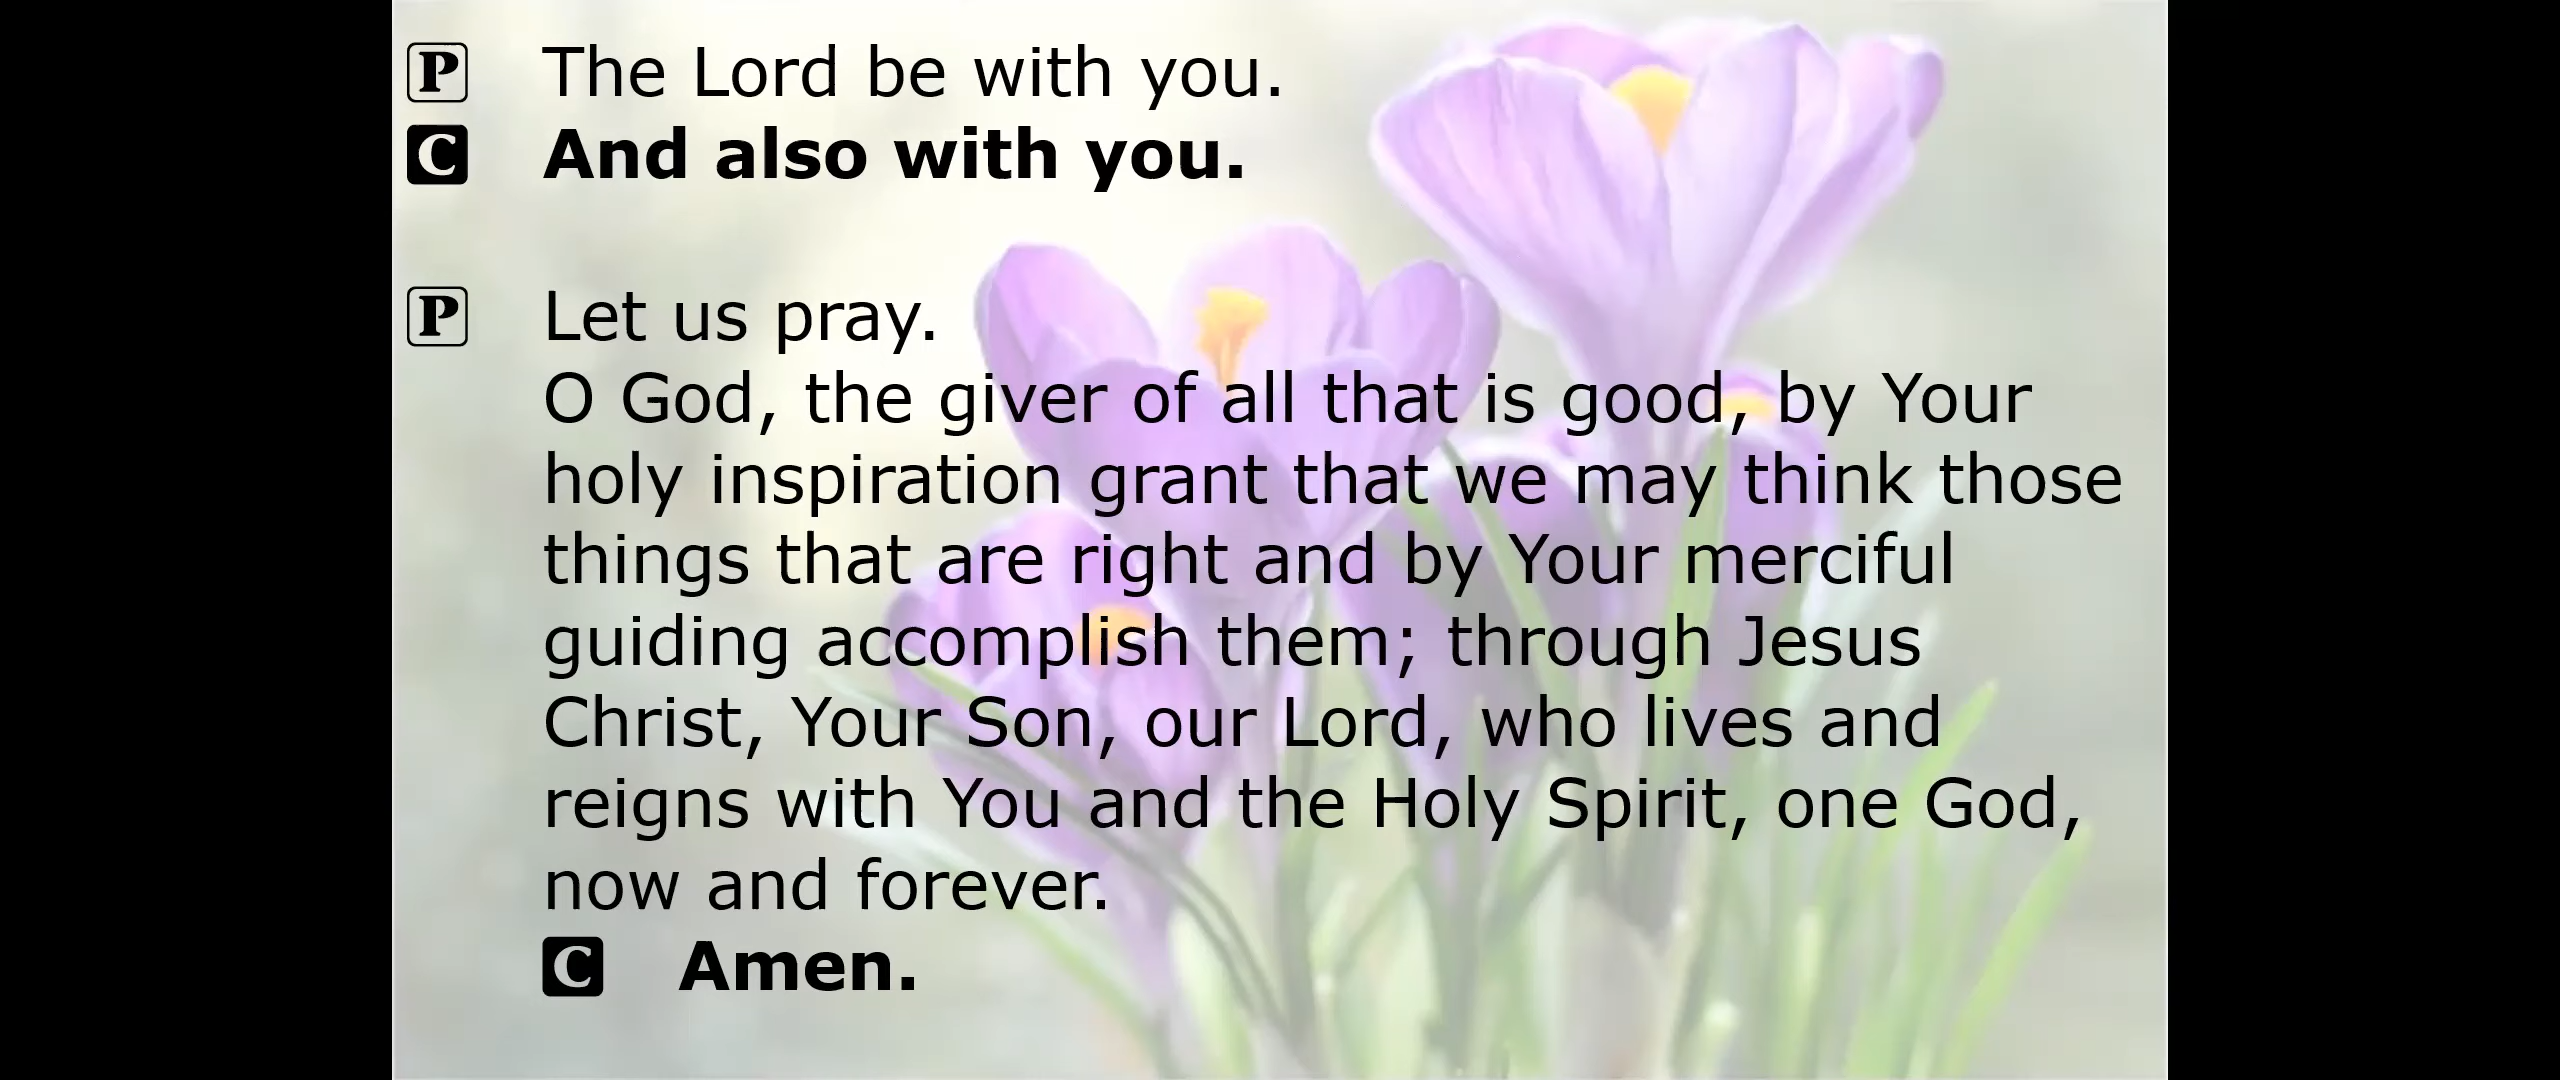 P The Lord be with you.
C And also with you.
P Let us pray.
O God, the giver of all that is good, by Your
holy inspiration grant that we may think those
things that are right and by Your merciful
guiding accomplish them; through Jesus
Christ, Your Son, our Lord, who lives and
reigns with You and the Holy Spirit, one God,
now and forever.
C Amen.